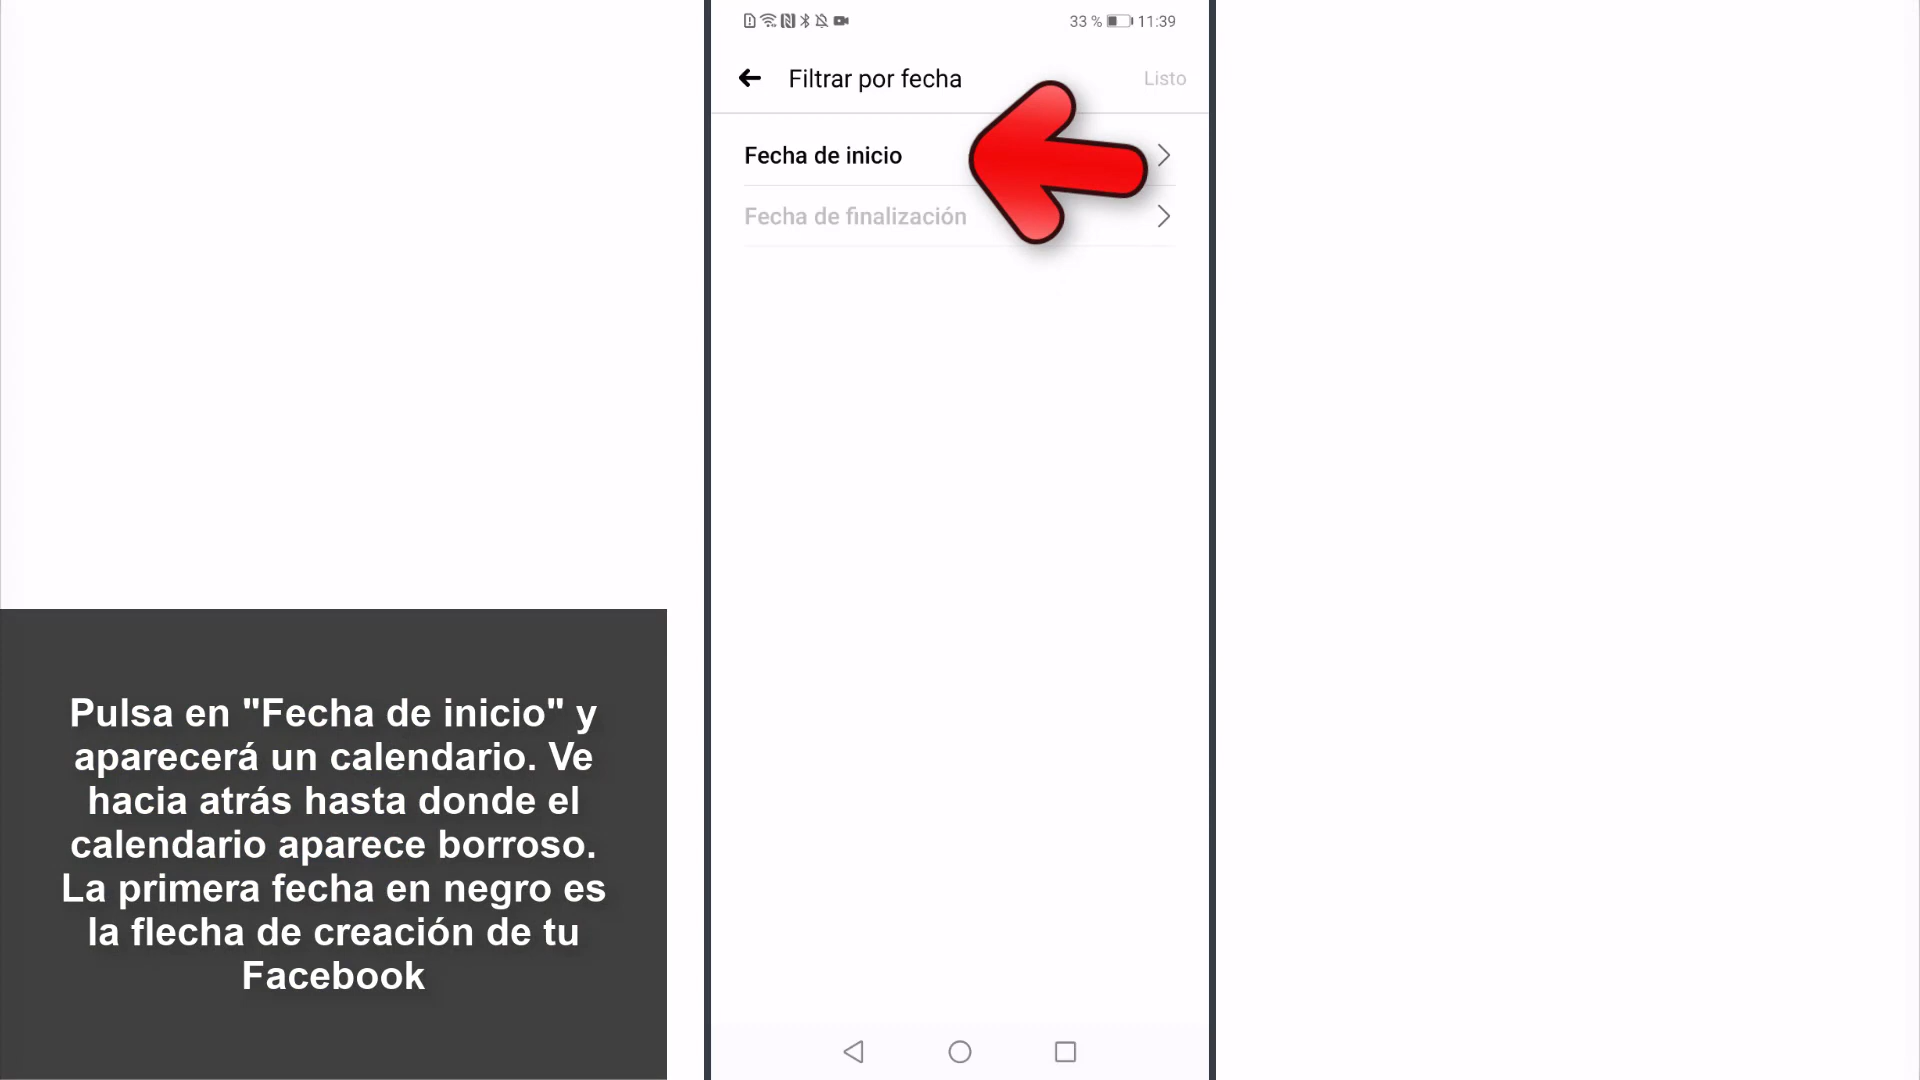 33 % 11:39
Filtrar por fecha
Listo
Fecha de inicio
Fecha de finalización
Pulsa en "Fecha de inicio" y
aparecerá un calendario. Ve
hacia atrás hasta donde el
calendario aparece borroso.
La primera fecha en negro es
la flecha de creación de tu
Facebook